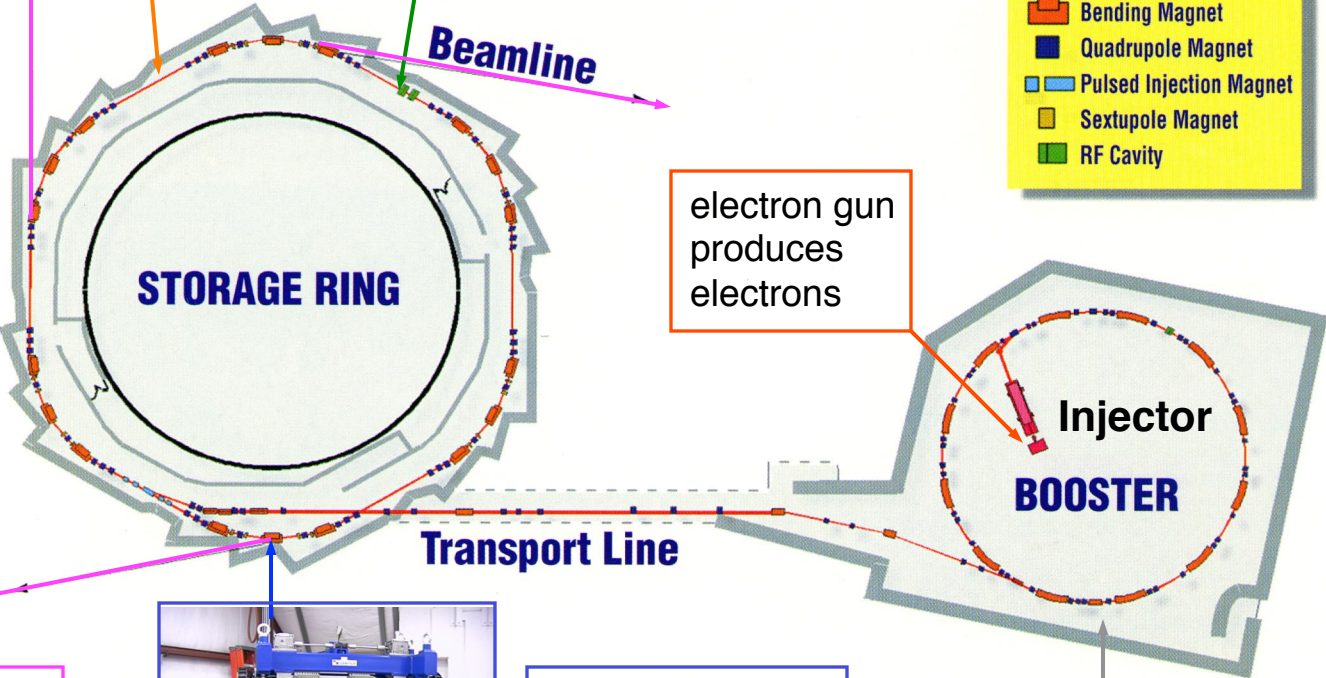 Beamline
Bending Magnet
Quadrupole Magnet
Pulsed Injection Magnet
Sextupole Magnet
RF Cavity
electron gun
produces
electrons
STORAGE RING
Injector
BOOSTER
Transport Line